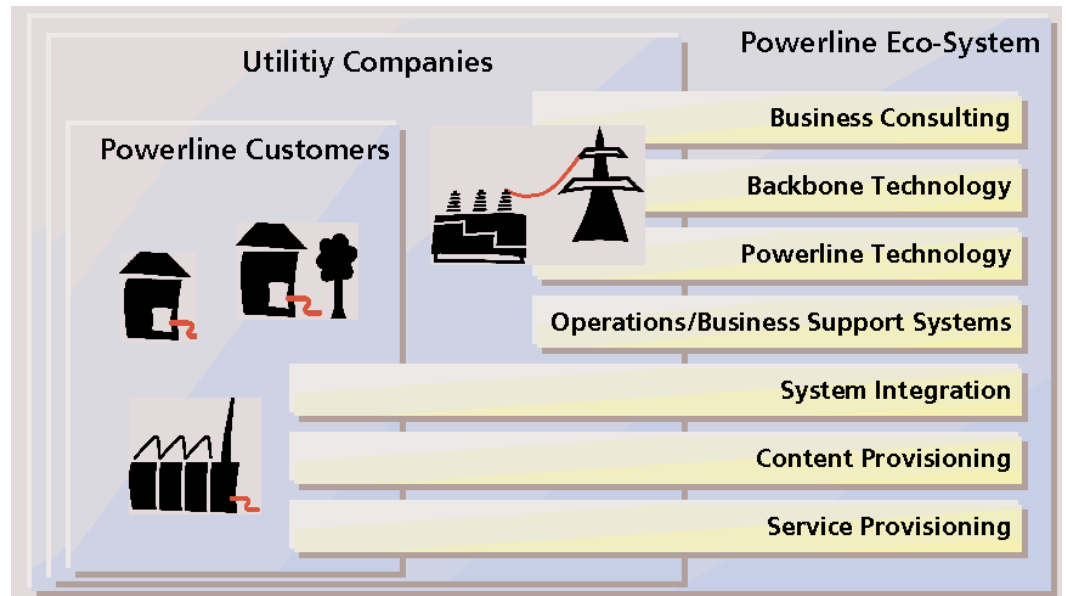 Powerline Eco-System
Utilitiy Companies
Powerline Customers
Business Consulting
Backbone Technology
Powerline Technology
Operations/Business Support Systems
System Integration
Content Provisioning
Service Provisioning